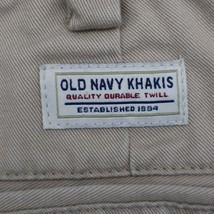 OLD NAVY KHAKIS
QUALITY DURABLE TWILL
ESTABLISHED 1994